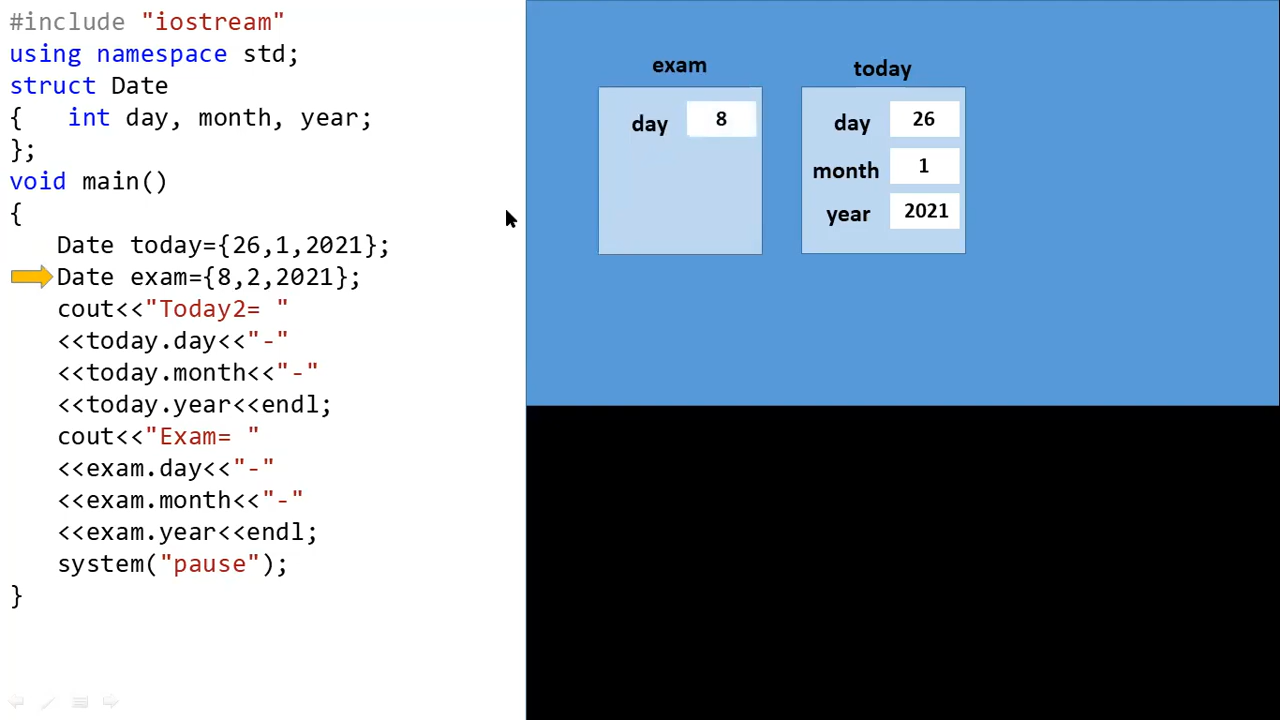 #include "iostream"
using namespace std;
struct Date
{   int day, month, year;
};
void main()
{
Date today={26,1,2021};
Date exam={8,2,2021};
cout<<"Today2= "
<<today.day<<"-"
<<today.month<<"-"
<<today.year<<endl;
cout<<"Exam= "
<<exam.day<<"-"
<<exam.month<<"-"
<<exam.year<<endl;
system("pause");
}
exam
day 8
today
day 26
month 1
year 2021